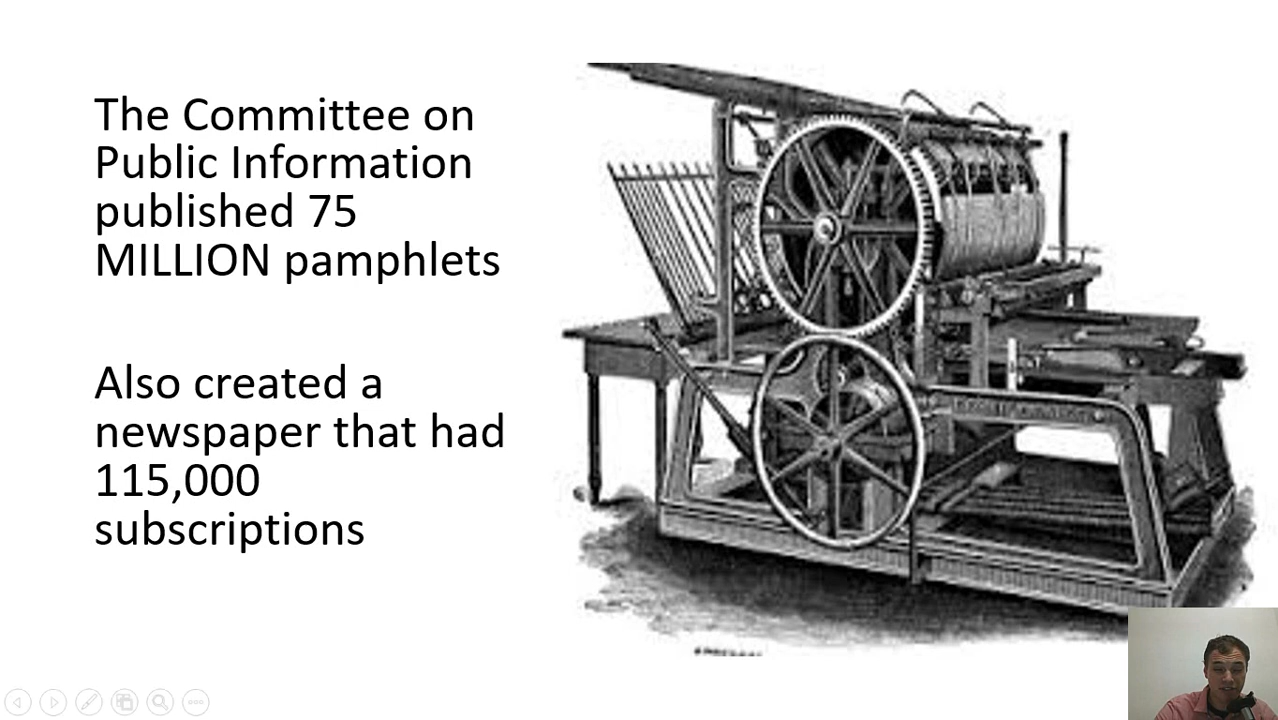 The Committee on
Public Information
published 75
MILLION pamphlets
Also created a
newspaper that had
115,000
subscriptions